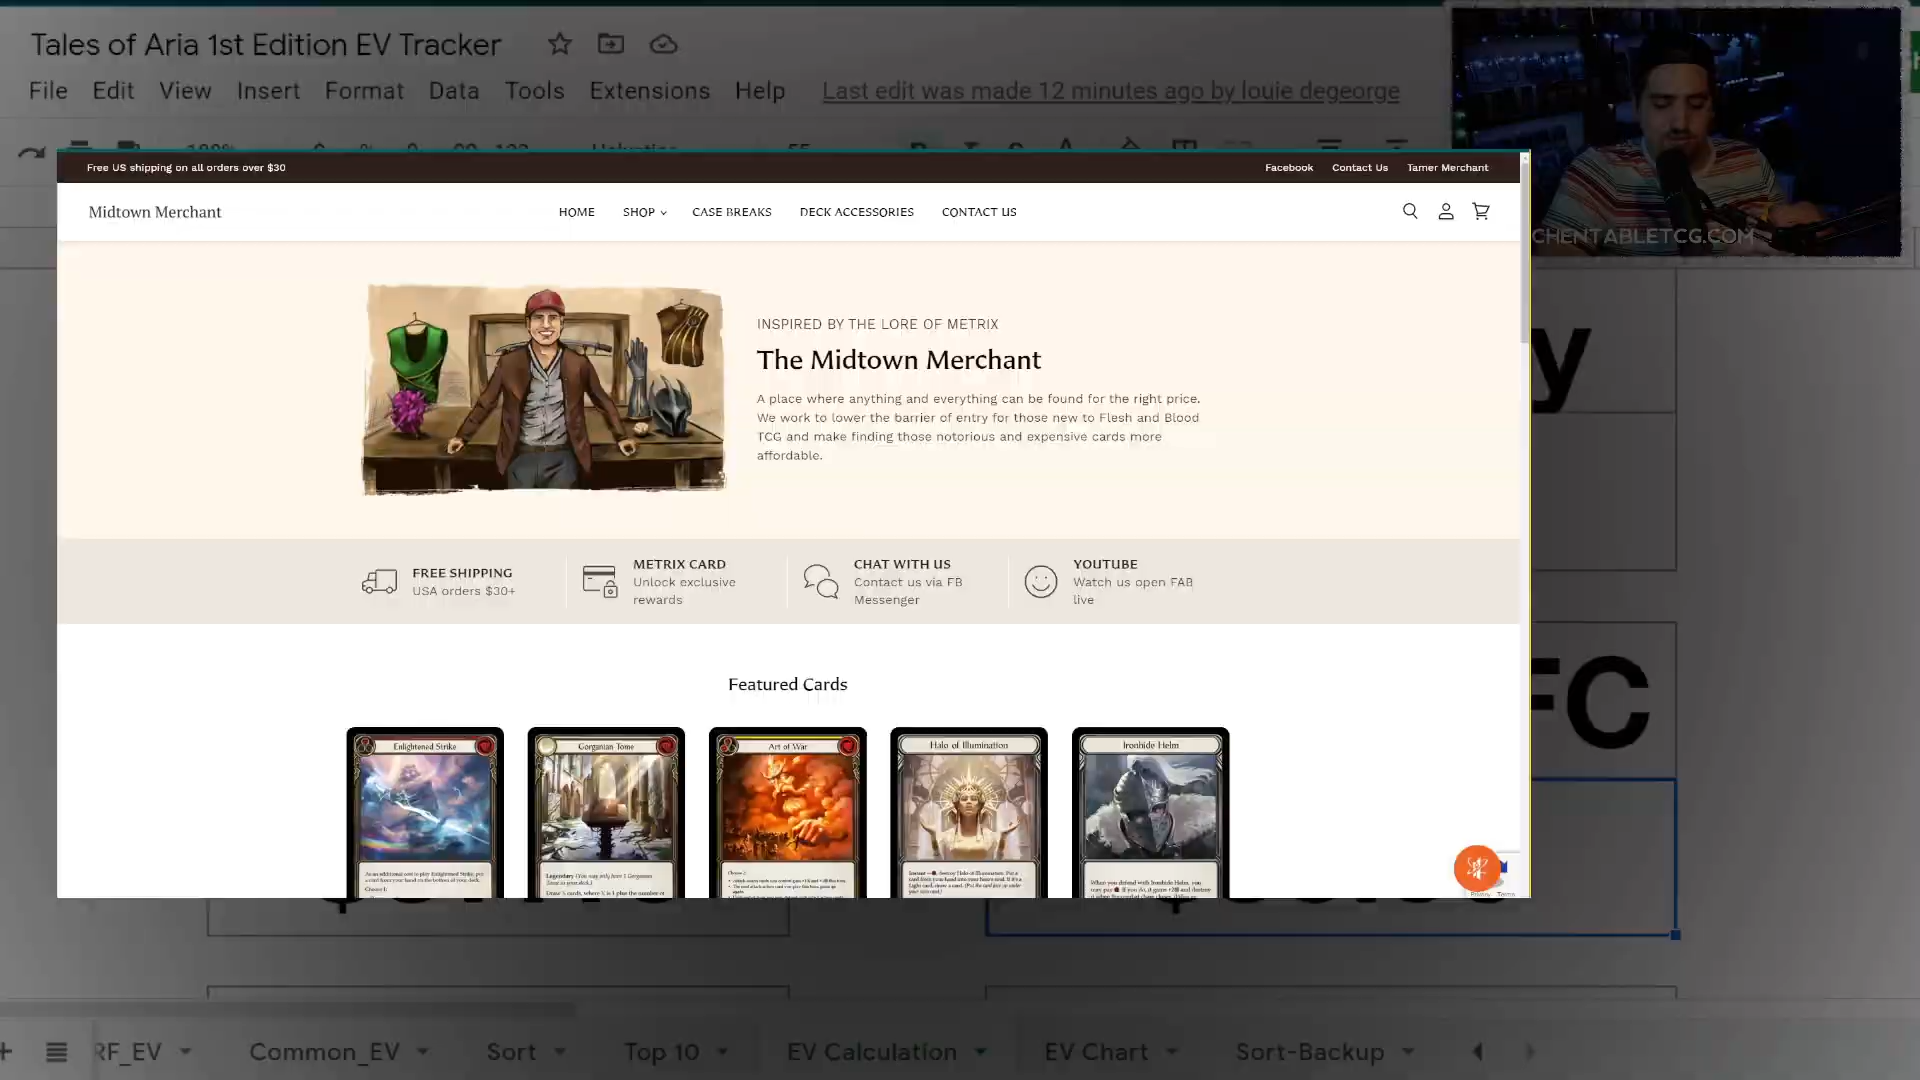 Tales of Aria 1st Edition EV Tracker
File Edit View Insert Format Data Tools Extensions Help Last edit was made 12 minutes ago by louie degeorge
CHENTABLETCG.COM
Free US shipping on all orders over $30 Facebook Contact Us Tamer Merchant
Midtown Merchant HOME SHOP CASE BREAKS DECK ACCESSORIES CONTACT US
INSPIRED BY THE LORE OF METRIX
The Midtown Merchant
A place where anything and everything can be found for the right price.
We work to lower the barrier of entry for those new to Flesh and Blood
TCG and make finding those notorious and expensive cards more
affordable.
y
FREE SHIPPING
USA orders $30+
METRIX CARD
Unlock exclusive
rewards
CHAT WITH US
Contact us via FB
Messenger
YOUTUBE
Watch us open FAB
live
FC
Featured Cards
Enlightened Strike
Gorganian Tome
Art of War
Halo of Illumination
Ironhide Helm
Privacy Terms
RF_EV Common_EV Sort Top 10 EV Calculation EV Chart Sort-Backup